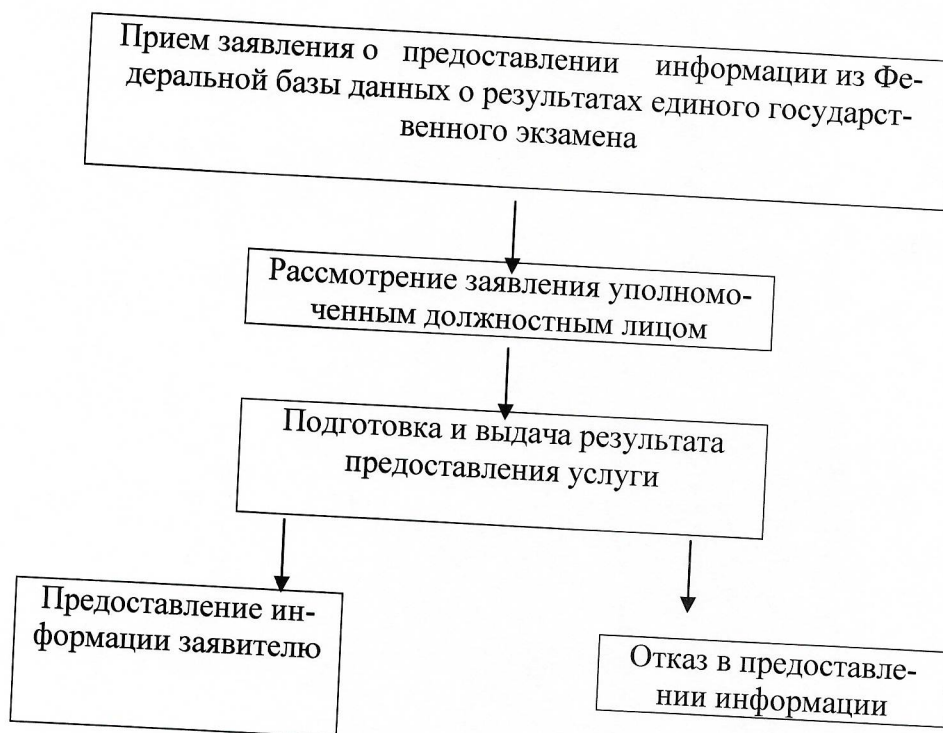 Прием заявления о предоставлении информации из Фе-
деральной базы данных о результатах единого государст-
венного экзамена
Рассмотрение заявления уполномо-
ченным должностным лицом
Подготовка и выдача результата
предоставления услуги
Предоставление ин-
формации заявителю
Отказ в предоставле-
нии информации